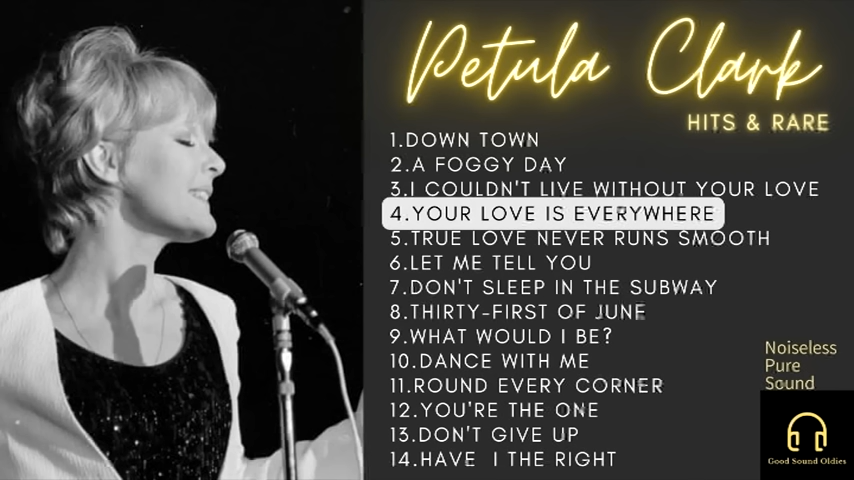 Petula Clark
HITS & RARE
1.DOWN TOWN
2.A FOGGY DAY
3.I COULDN'T LIVE WITHOUT YOUR LOVE
4.YOUR LOVE IS EVERYWHERE
5.TRUE LOVE NEVER RUNS SMOOTH
6.LET ME TELL YOU
7.DON'T SLEEP IN THE SUBWAY
8.THIRTY-FIRST OF JUNE
9.WHAT WOULD I BE?
10.DANCE WITH ME
11.ROUND EVERY CORNER
12.YOU'RE THE ONE
13.DON'T GIVE UP
14.HAVE I THE RIGHT
Noiseless
Pure
Sound
Good Sound Oldies